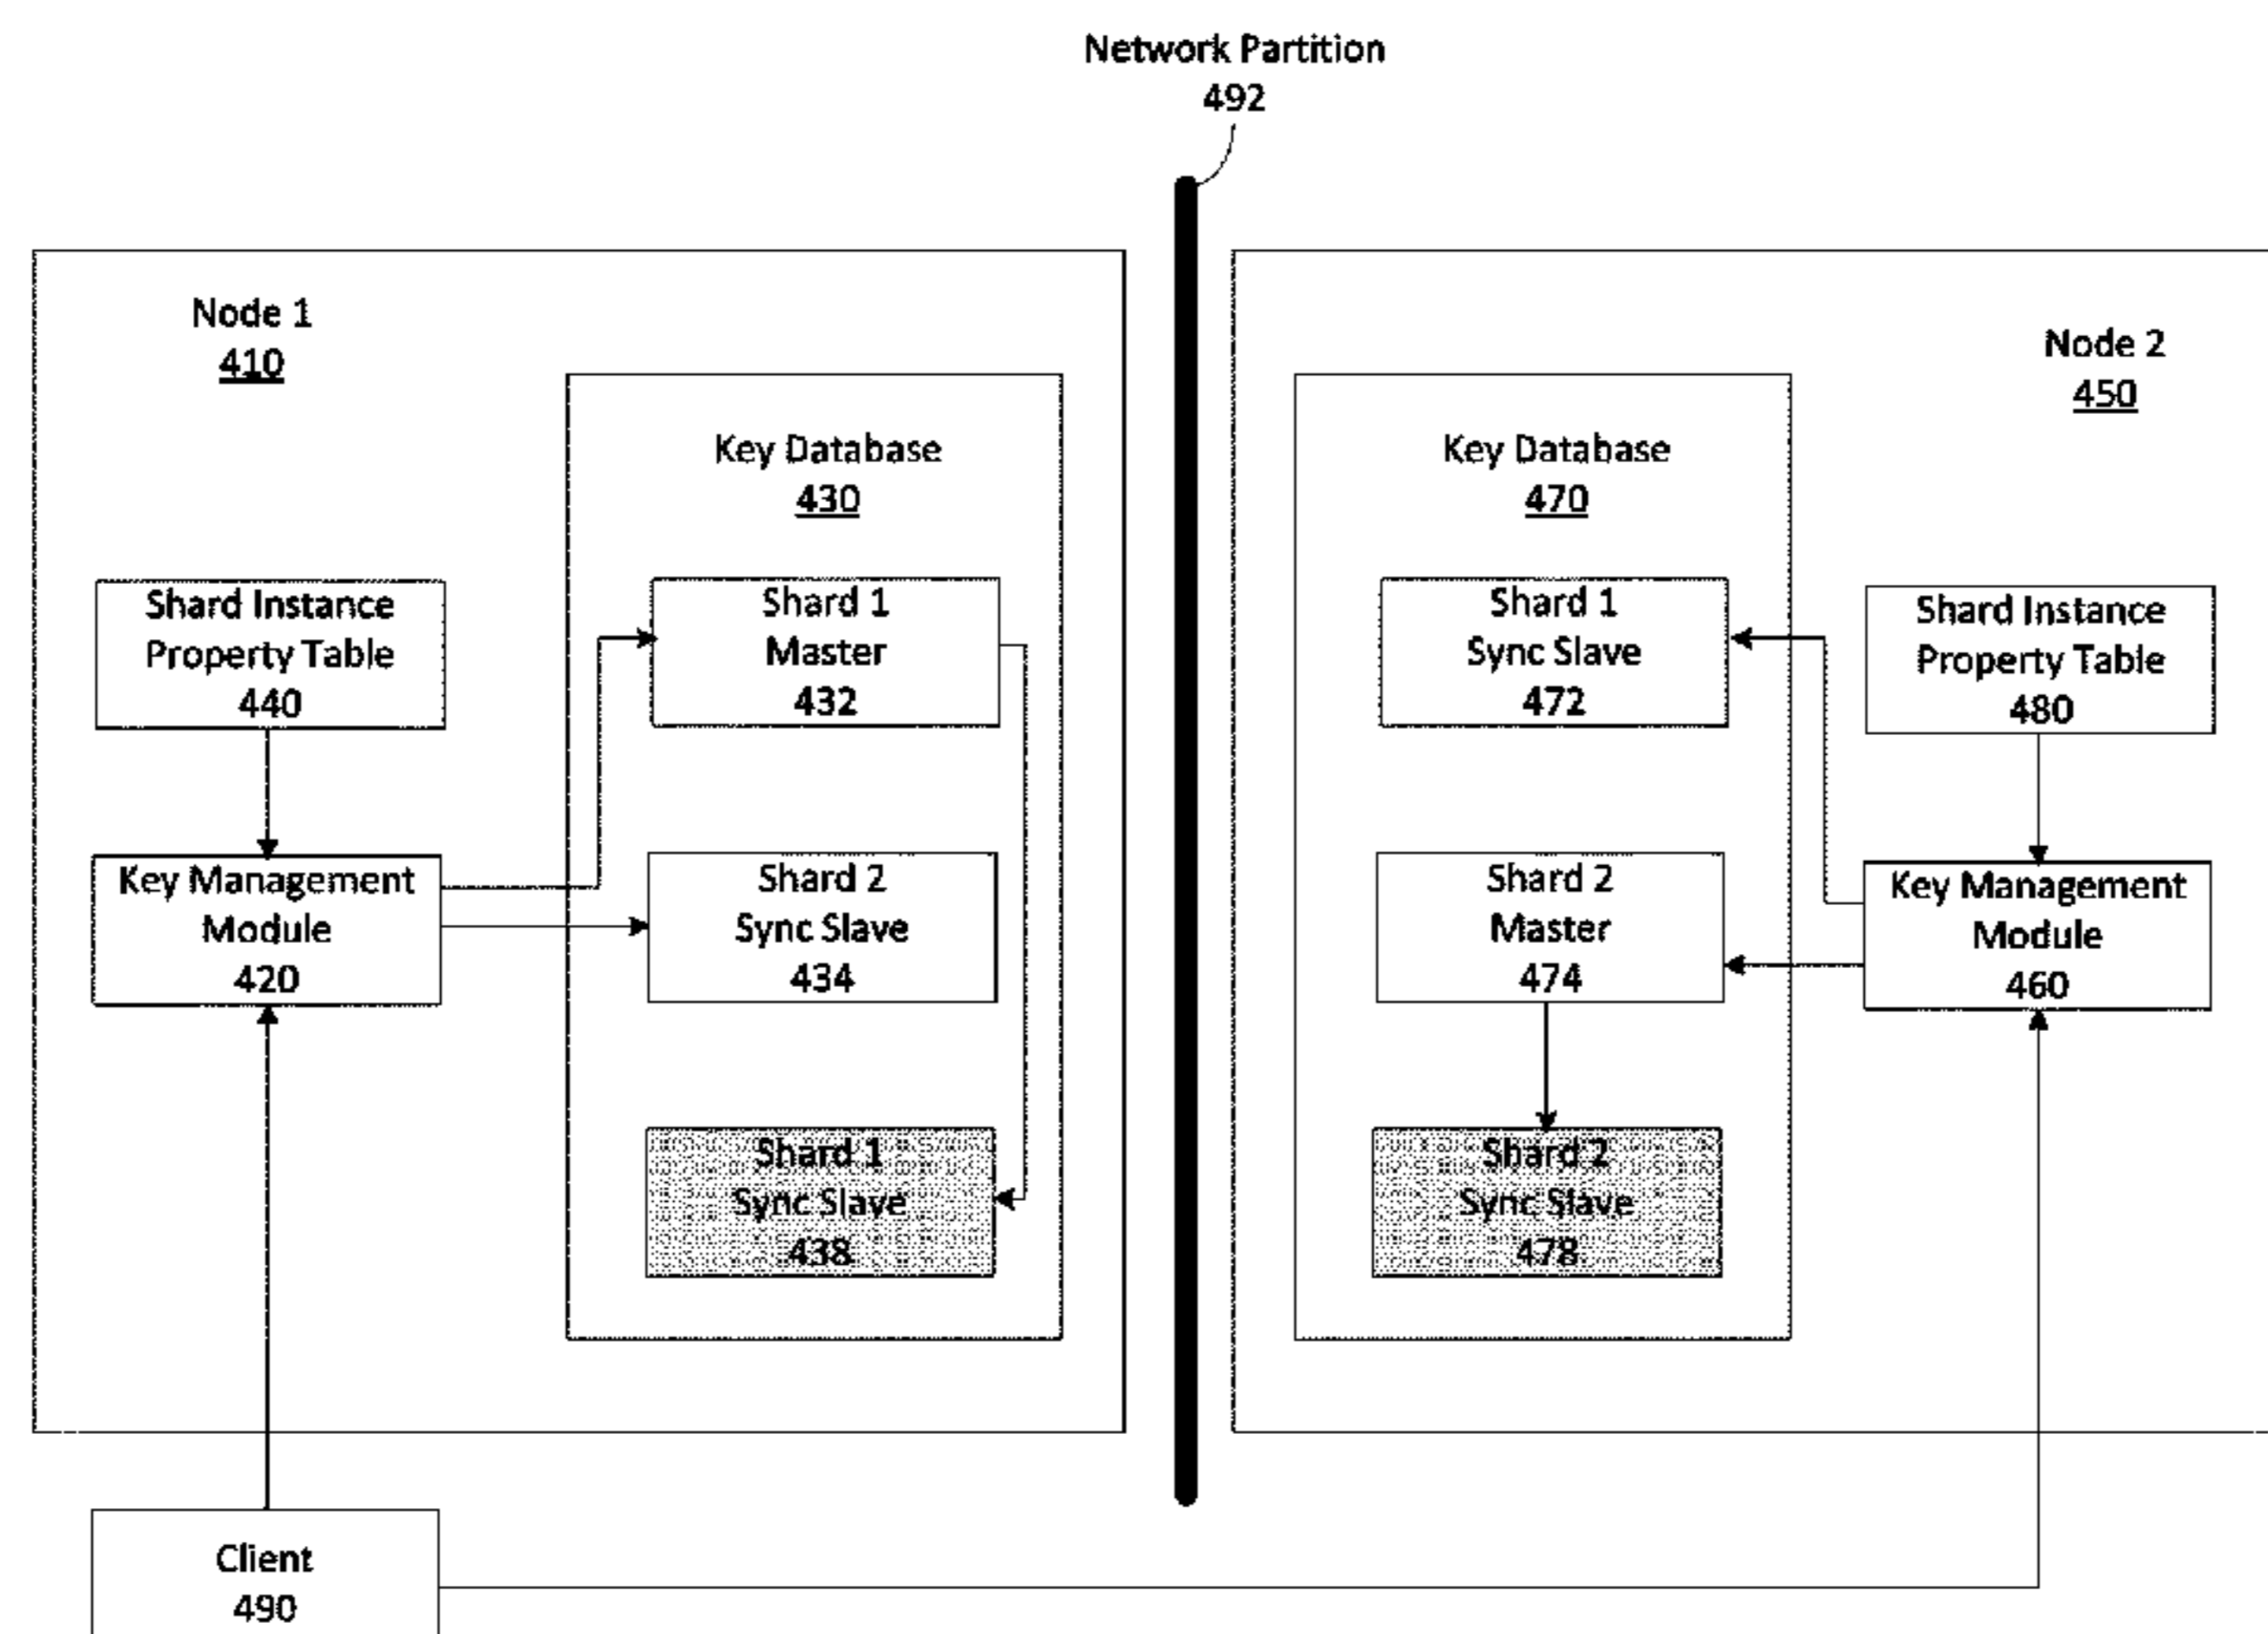 Network Partition
492
Node 1
410
Key Database
430
Shard Instance
Property Table
440
Shard 1
Master
432
Key Management
Module
420
Shard 2
Sync Slave
434
Shard 1
Sync Slave
438
Node 2
450
Key Database
470
Shard 1
Sync Slave
472
Shard Instance
Property Table
480
Shard 2
Master
474
Key Management
Module
460
Shard 2
Sync Slave
478
Client
490